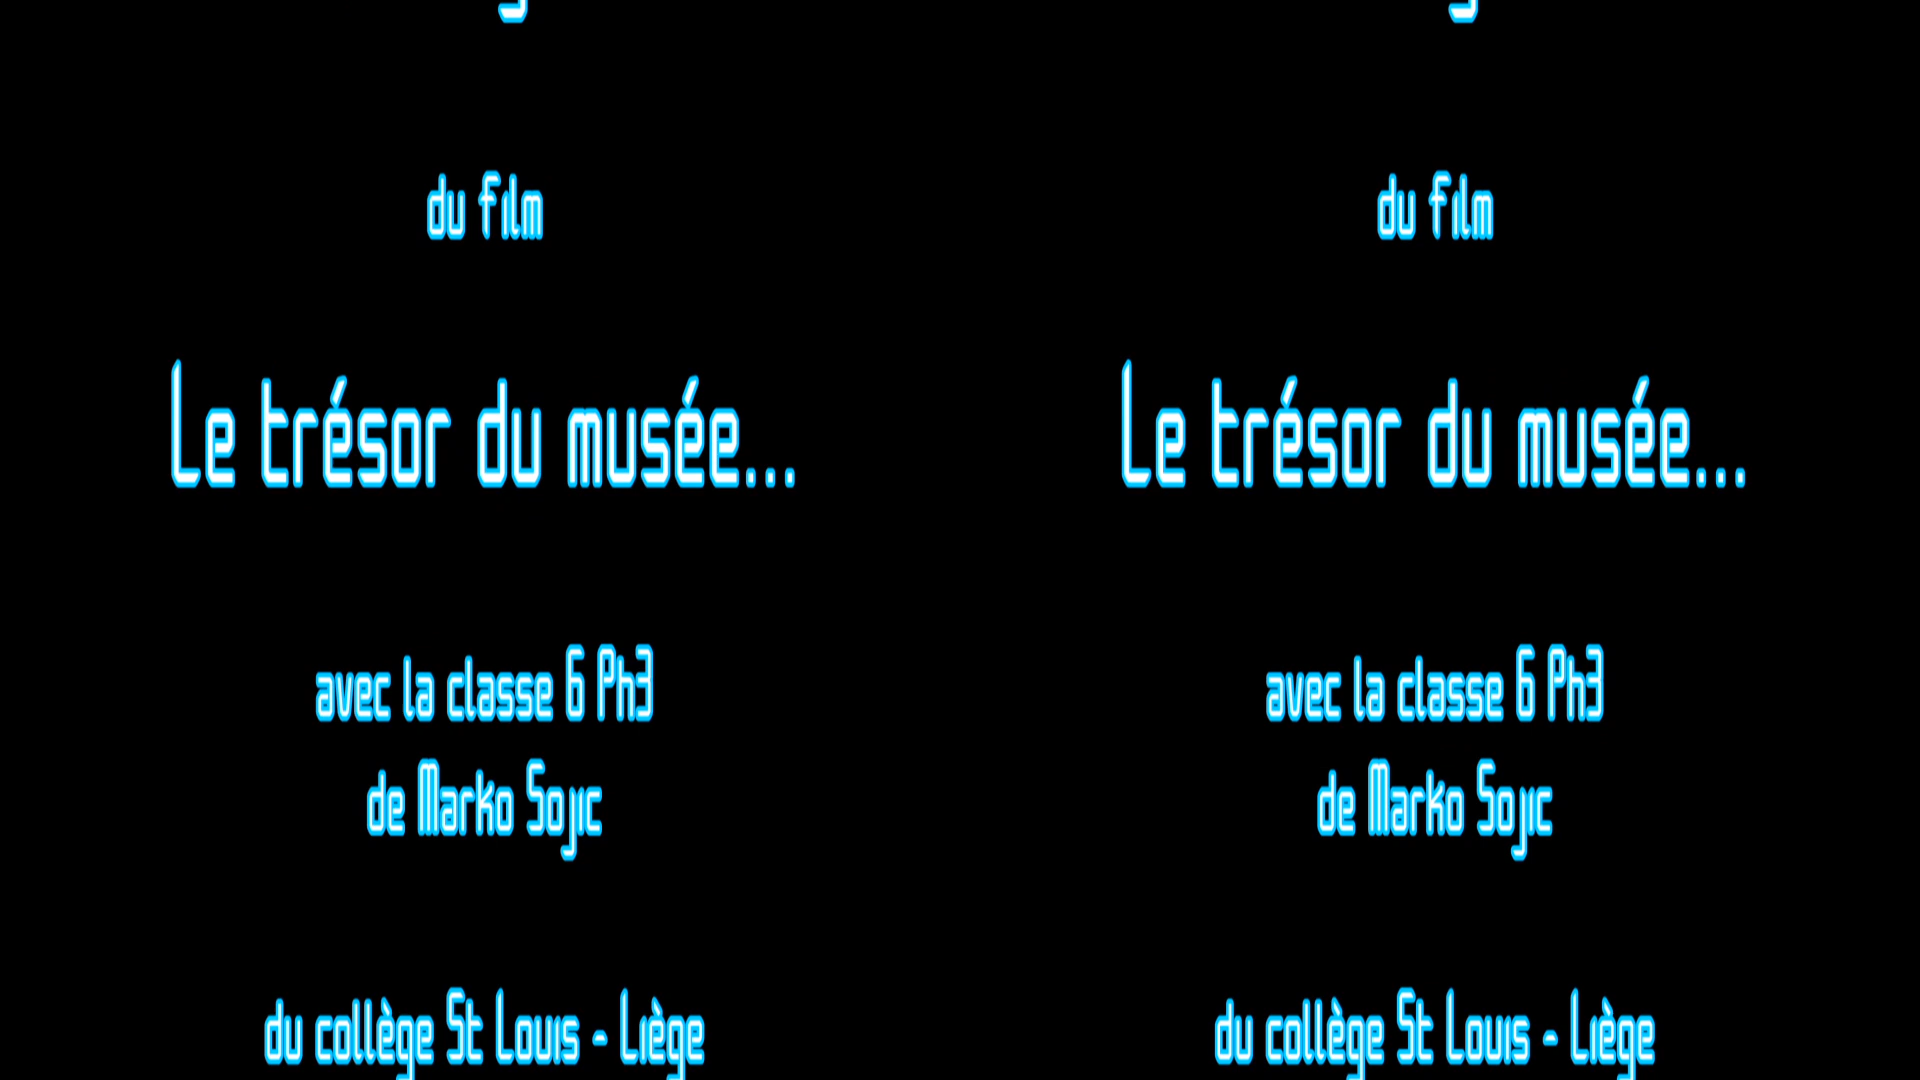 du film
Le trésor du musée...
avec la classe 6 Ph3
de Marko Sojic
du collège St Louis - Liège
du film
Le trésor du musée...
avec la classe 6 Ph3
de Marko Sojic
du collège St Louis - Liège